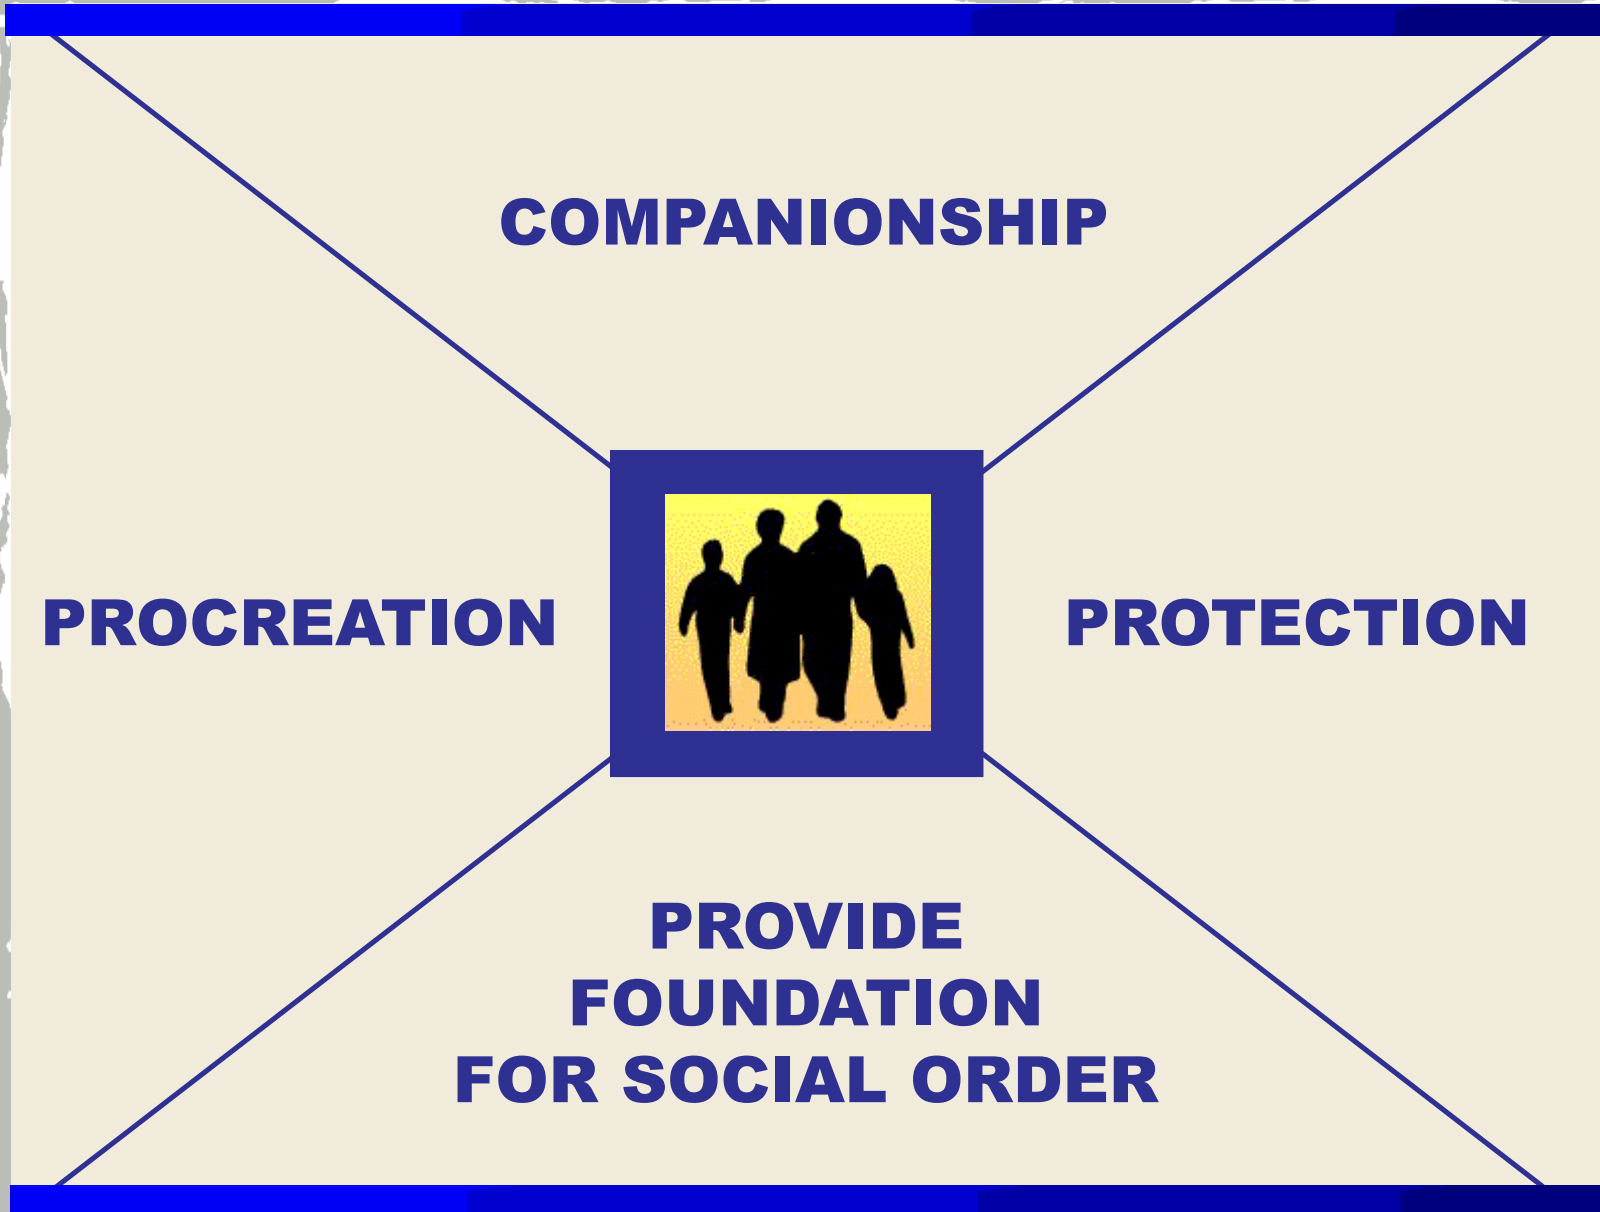 COMPANIONSHIP
PROCREATION
PROTECTION
PROVIDE
FOUNDATION
FOR SOCIAL ORDER